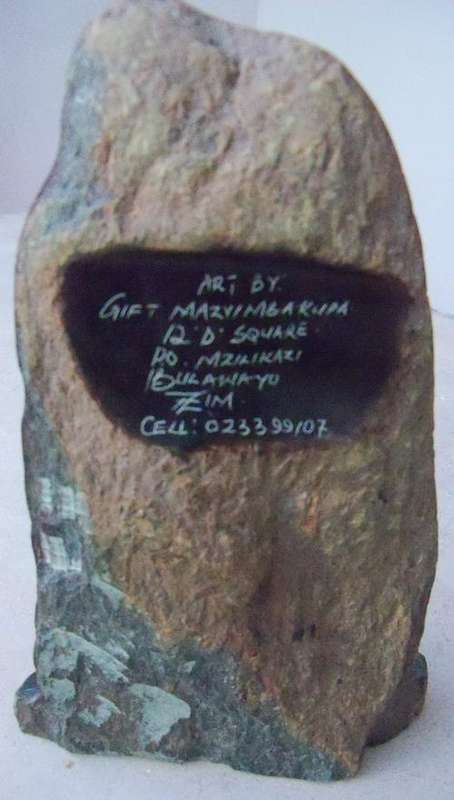 ART BY.
GIFT MAZVIMBAKUPA
12 'D' SQUARE
PO. MZILIKAZI
BULAWAYO
ZIM.
CELL: 023399107